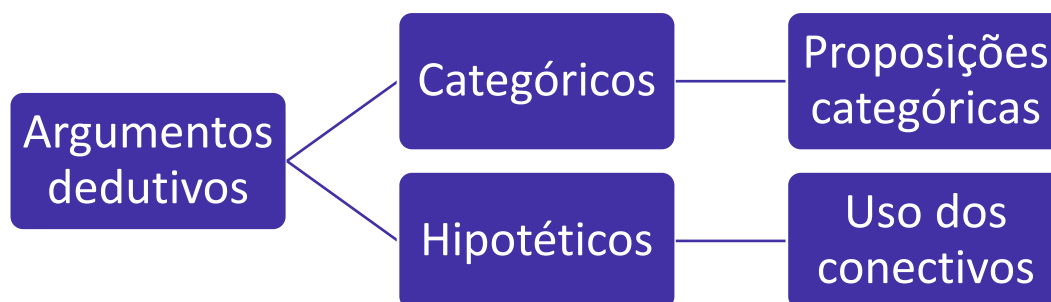 Argumentos
dedutivos
Categóricos
Proposições
categóricas
Hipotéticos
Uso dos
conectivos